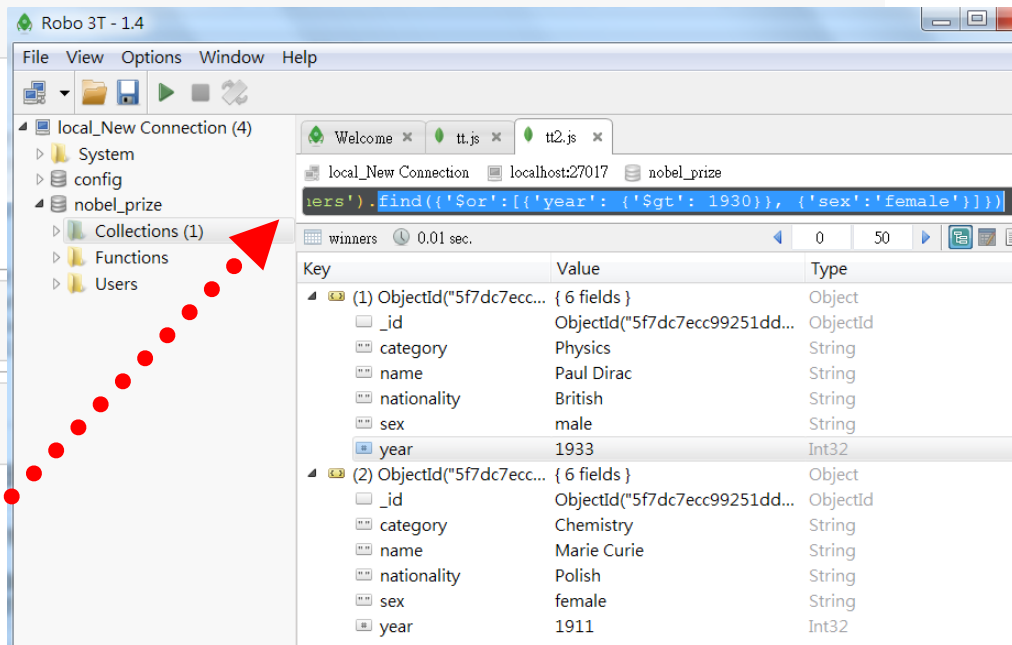 Robo 3T - 1.4
File View Options Window Help
local_New Connection (4)
System
config
nobel_prize
Collections (1)
Functions
Users
Welcome tt.js tt2.js
local_New Connection localhost:27017 nobel_prize
ners').find({'$or':[{'year': {'$gt': 1930}}, {'sex':'female'}]})
winners 0.01 sec. 0 50
Key Value Type
(1) ObjectId("5f7dc7ecc... { 6 fields } Object
_id ObjectId("5f7dc7ecc99251dd... ObjectId
category Physics String
name Paul Dirac String
nationality British String
sex male String
year 1933 Int32
(2) ObjectId("5f7dc7ecc... { 6 fields } Object
_id ObjectId("5f7dc7ecc99251dd... ObjectId
category Chemistry String
name Marie Curie String
nationality Polish String
sex female String
year 1911 Int32